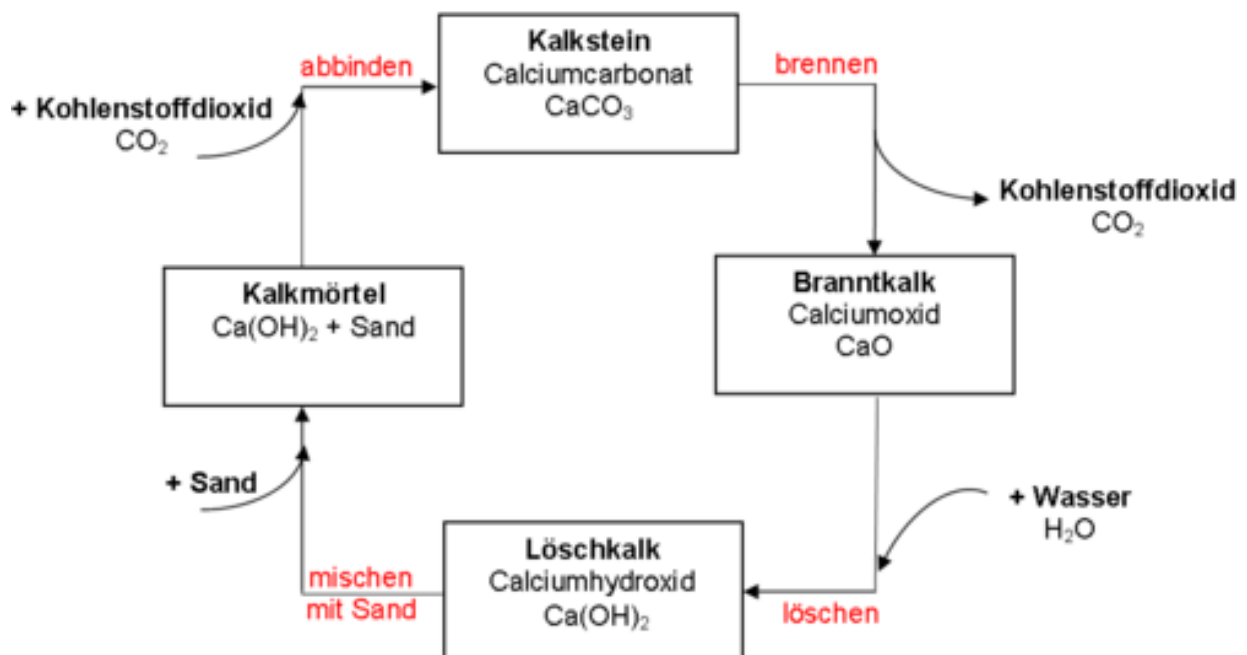 Kalkstein
Calciumcarbonat
CaCO₃
abbinden
brennen
+ Kohlenstoffdioxid
CO₂
Kohlenstoffdioxid
CO₂
Kalkmörtel
Ca(OH)₂ + Sand
Branntkalk
Calciumoxid
CaO
+ Sand
+ Wasser
H₂O
Löschkalk
Calciumhydroxid
Ca(OH)₂
mischen
mit Sand
löschen